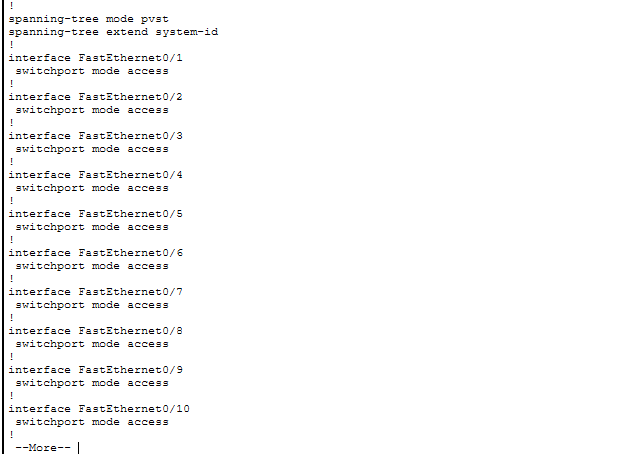 !
spanning-tree mode pvst
spanning-tree extend system-id
!
interface FastEthernet0/1
 switchport mode access
!
interface FastEthernet0/2
 switchport mode access
!
interface FastEthernet0/3
 switchport mode access
!
interface FastEthernet0/4
 switchport mode access
!
interface FastEthernet0/5
 switchport mode access
!
interface FastEthernet0/6
 switchport mode access
!
interface FastEthernet0/7
 switchport mode access
!
interface FastEthernet0/8
 switchport mode access
!
interface FastEthernet0/9
 switchport mode access
!
interface FastEthernet0/10
 switchport mode access
!
 --More--